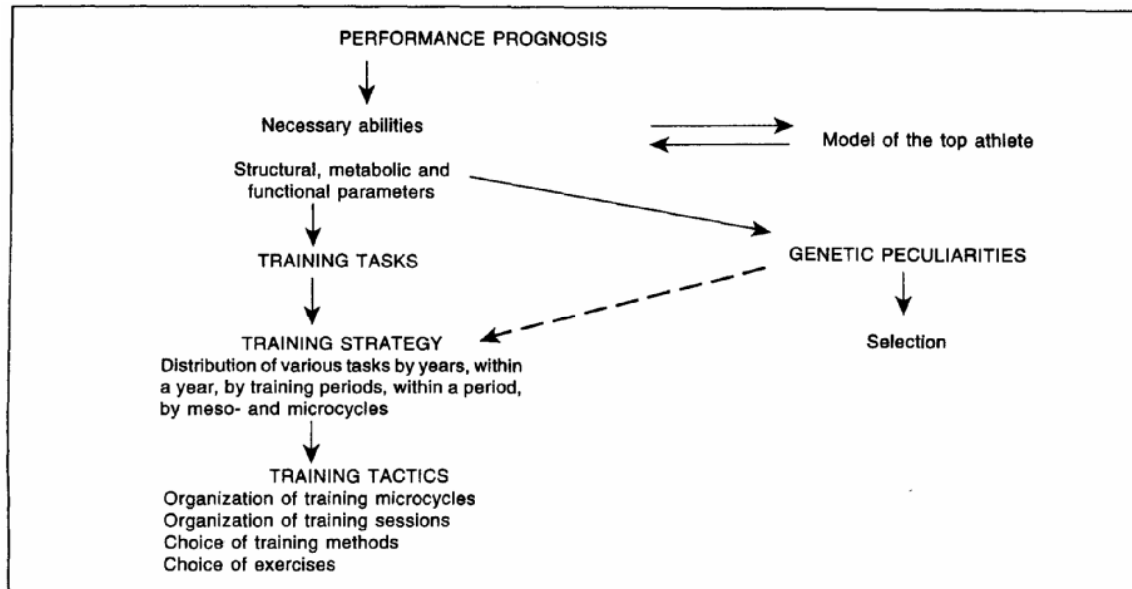 PERFORMANCE PROGNOSIS
Necessary abilities
Model of the top athlete
Structural, metabolic and
functional parameters
TRAINING TASKS
GENETIC PECULIARITIES
TRAINING STRATEGY
Selection
Distribution of various tasks by years, within
a year, by training periods, within a period,
by meso- and microcycles
TRAINING TACTICS
Organization of training microcycles
Organization of training sessions
Choice of training methods
Choice of exercises